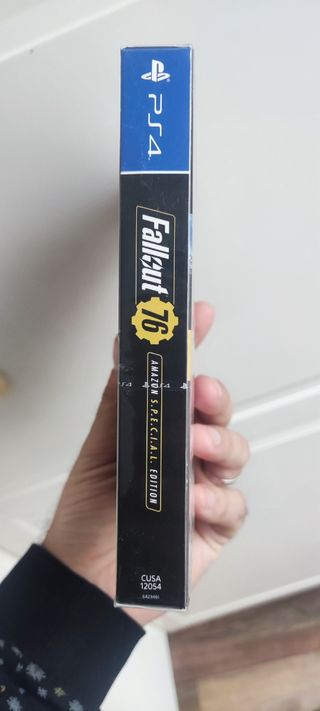 PS4
Fallout 76
AMAZON S.P.E.C.I.A.L. EDITION
CUSA
12054